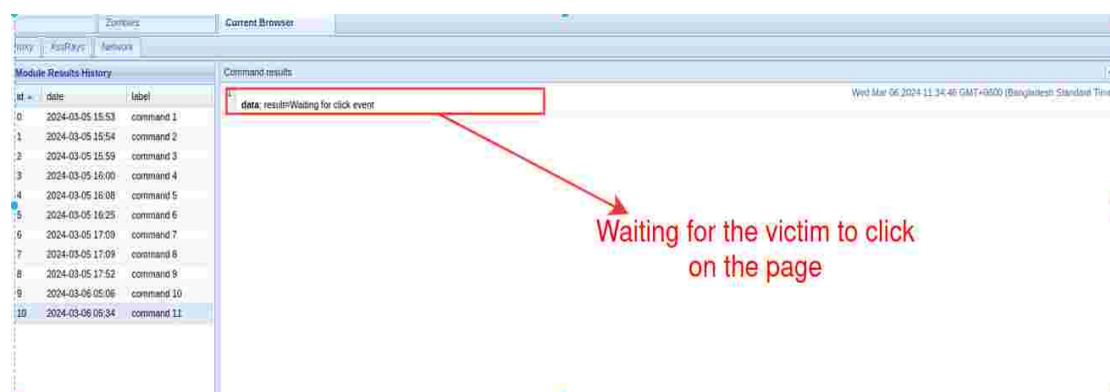 Zombies
Current Browser
XssRays
Network
Module Results History
Command results
id
date
label
1
data: result=Waiting for click event
Wed Mar 06 2024 11:34:46 GMT+0600 (Bangladesh Standard Time
0 2024-03-05 15:53 command 1
1 2024-03-05 15:54 command 2
2 2024-03-05 15:59 command 3
3 2024-03-05 16:00 command 4
4 2024-03-05 16:08 command 5
5 2024-03-05 16:25 command 6
6 2024-03-05 17:09 command 7
7 2024-03-05 17:09 command 8
8 2024-03-05 17:52 command 9
9 2024-03-06 05:06 command 10
10 2024-03-06 05:34 command 11
Waiting for the victim to click
on the page